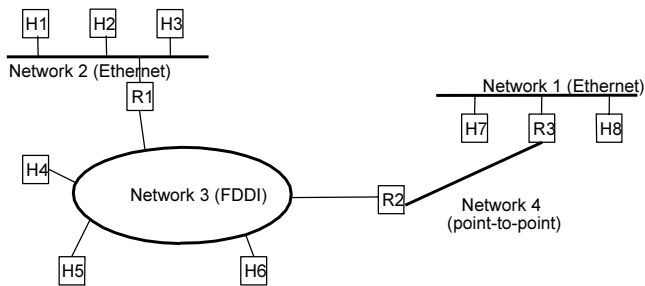 H1 H2 H3
Network 2 (Ethernet)
R1
Network 1 (Ethernet)
H7 R3 H8
H4
Network 3 (FDDI)
R2
Network 4
(point-to-point)
H5 H6